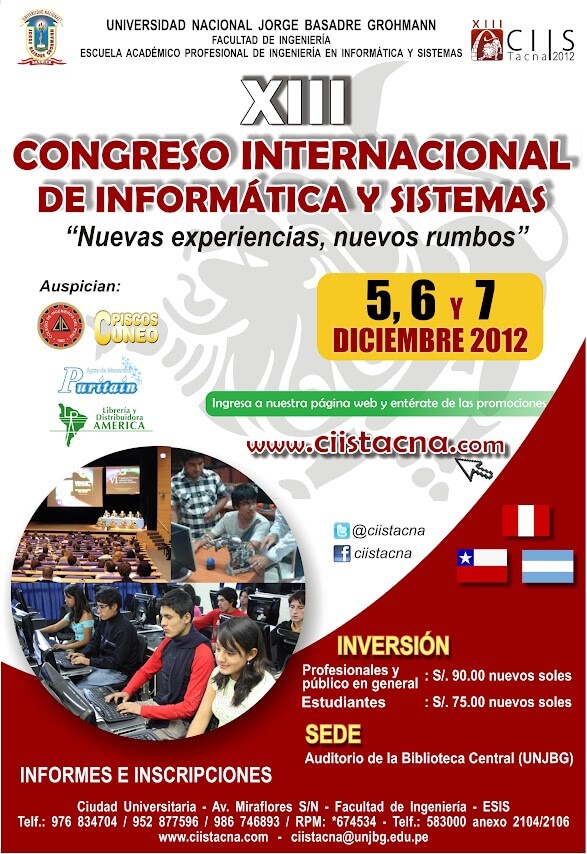 UNIVERSIDAD NACIONAL JORGE BASADRE GROHMANN
FACULTAD DE INGENIERÍA
ESCUELA ACADÉMICO PROFESIONAL DE INGENIERÍA EN INFORMÁTICA Y SISTEMAS
XIII
CIIS
Tacna 2012
XIII
CONGRESO INTERNACIONAL
DE INFORMÁTICA Y SISTEMAS
“Nuevas experiencias, nuevos rumbos”
Auspician:
PISCOS
CUNEO
Agua de Mesa
Puritain
Librería y
Distribuidora
AMERICA
5, 6 Y 7
DICIEMBRE 2012
Ingresa a nuestra página web y entérate de las promociones
www.ciistacna.com
@ciistacna
ciistacna
INVERSIÓN
Profesionales y
público en general : S/. 90.00 nuevos soles
Estudiantes : S/. 75.00 nuevos soles
SEDE
Auditorio de la Biblioteca Central (UNJBG)
INFORMES E INSCRIPCIONES
Ciudad Universitaria - Av. Miraflores S/N - Facultad de Ingeniería - ESIS
Telf.: 976 834704 / 952 877596 / 986 746893 / RPM: *674534 - Telf.: 583000 anexo 2104/2106
www.ciistacna.com - ciistacna@unjbg.edu.pe